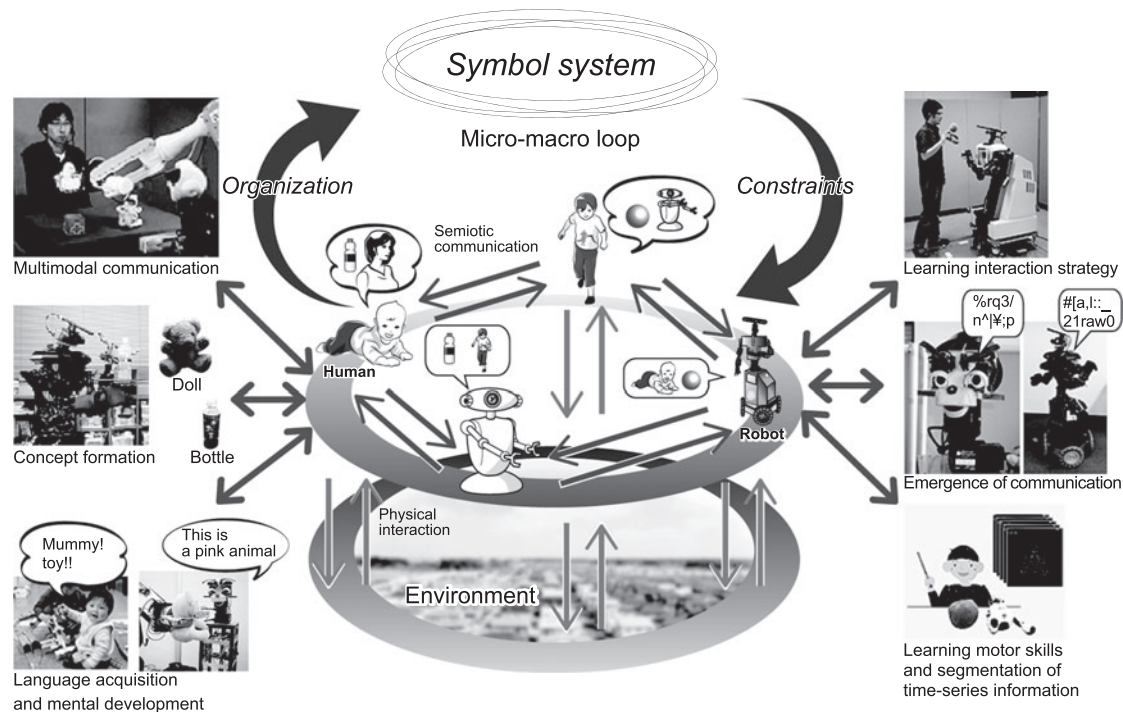 Symbol system
Micro-macro loop
Organization
Constraints
Semiotic
communication
Multimodal communication
Learning interaction strategy
%rq3/
n^|¥;p
#[a,l::_
21raw0
Human
Doll
Robot
Concept formation
Bottle
Emergence of communication
Physical
interaction
Mummy!
toy!!
This is
a pink animal
Environment
Language acquisition
and mental development
Learning motor skills
and segmentation of
time-series information